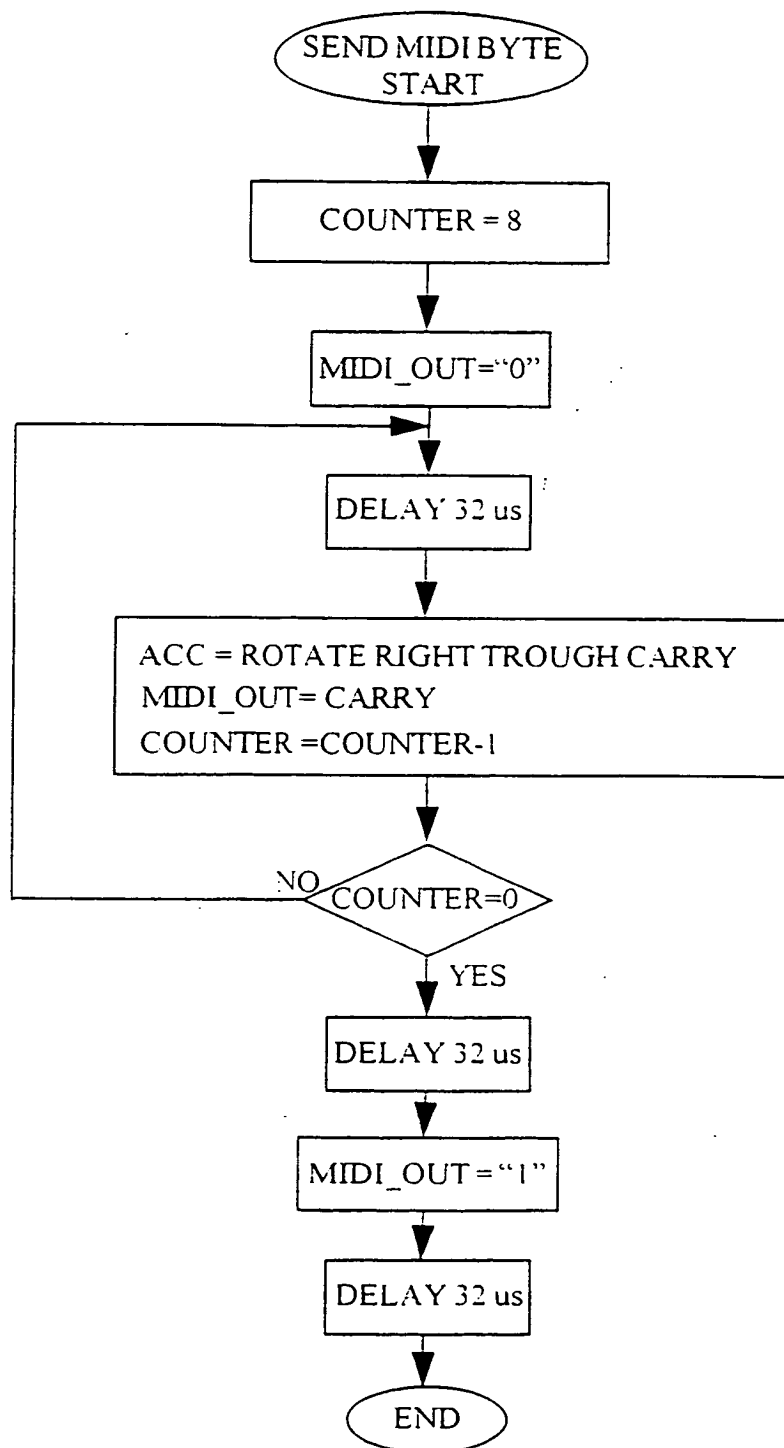 SEND MIDI BYTE
START
COUNTER = 8
MIDI_OUT="0"
DELAY 32 us
ACC = ROTATE RIGHT TROUGH CARRY
MIDI_OUT= CARRY
COUNTER =COUNTER-1
NO
COUNTER=0
YES
DELAY 32 us
MIDI_OUT = "1"
DELAY 32 us
END